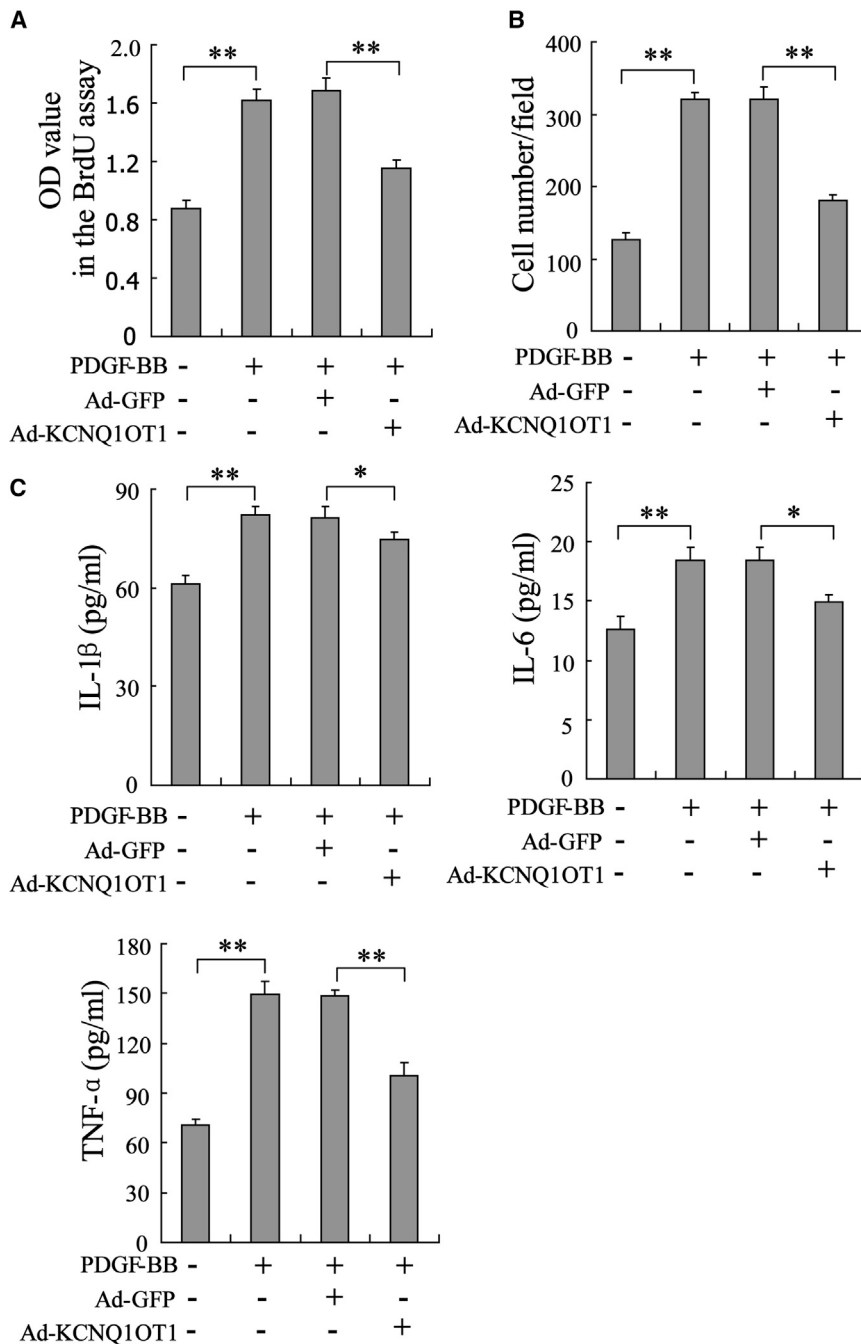 A
OD value
in the BrdU assay
2.0
1.6
1.2
0.8
0.4
0
** **
PDGF-BB - + + +
Ad-GFP - - + -
Ad-KCNQ1OT1 - - - +
B
Cell number/field
400
300
200
100
0
** **
PDGF-BB - + + +
Ad-GFP - - + -
Ad-KCNQ1OT1 - - - +
C
IL-1β (pg/ml)
90
60
30
0
** *
PDGF-BB - + + +
Ad-GFP - - + -
Ad-KCNQ1OT1 - - - +
IL-6 (pg/ml)
25
20
15
10
5
0
** *
PDGF-BB - + + +
Ad-GFP - - + -
Ad-KCNQ1OT1 - - - +
TNF-α (pg/ml)
180
150
120
90
60
30
0
** **
PDGF-BB - + + +
Ad-GFP - - + -
Ad-KCNQ1OT1 - - - +